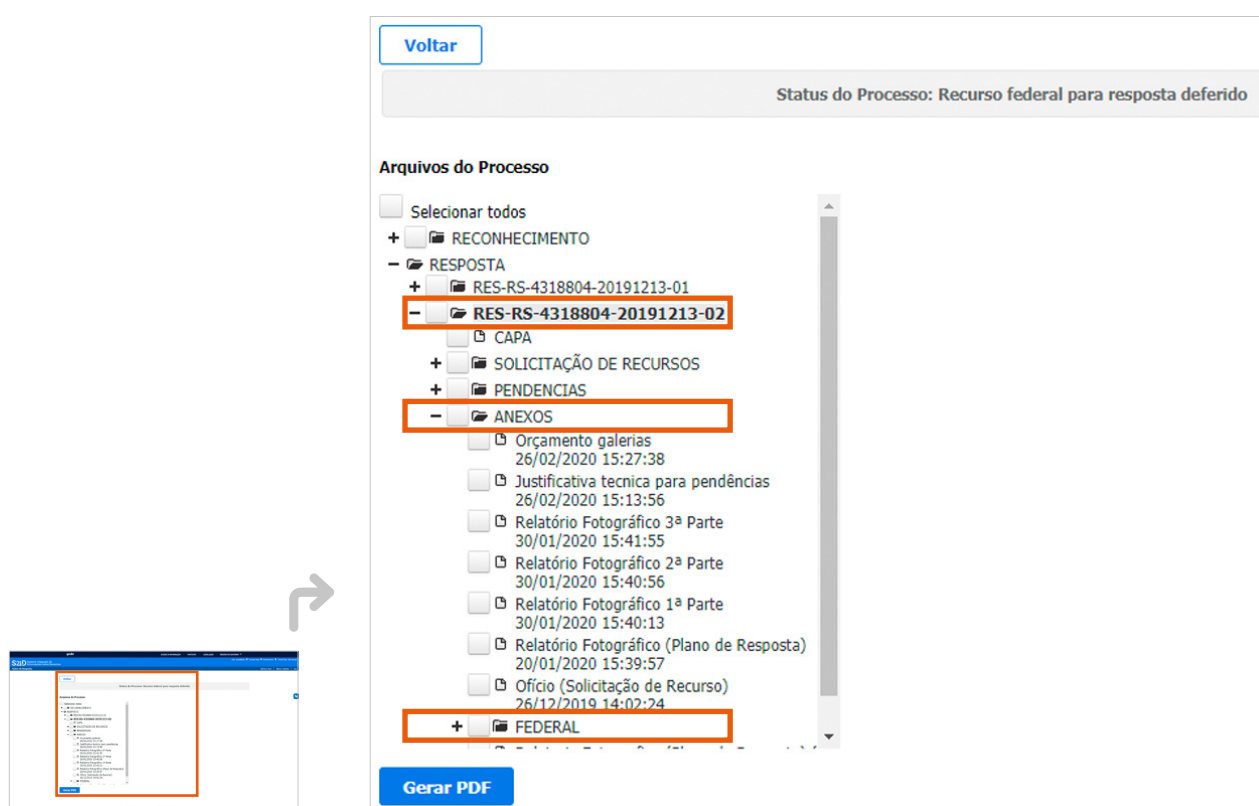 Voltar
Status do Processo: Recurso federal para resposta deferido
Arquivos do Processo
Selecionar todos
RECONHECIMENTO
RESPOSTA
RES-RS-4318804-20191213-01
RES-RS-4318804-20191213-02
CAPA
SOLICITAÇÃO DE RECURSOS
PENDENCIAS
ANEXOS
Orçamento galerias
26/02/2020 15:27:38
Justificativa tecnica para pendências
26/02/2020 15:13:56
Relatório Fotográfico 3ª Parte
30/01/2020 15:41:55
Relatório Fotográfico 2ª Parte
30/01/2020 15:40:56
Relatório Fotográfico 1ª Parte
30/01/2020 15:40:13
Relatório Fotográfico (Plano de Resposta)
20/01/2020 15:39:57
Ofício (Solicitação de Recurso)
26/12/2019 14:02:24
FEDERAL
Gerar PDF